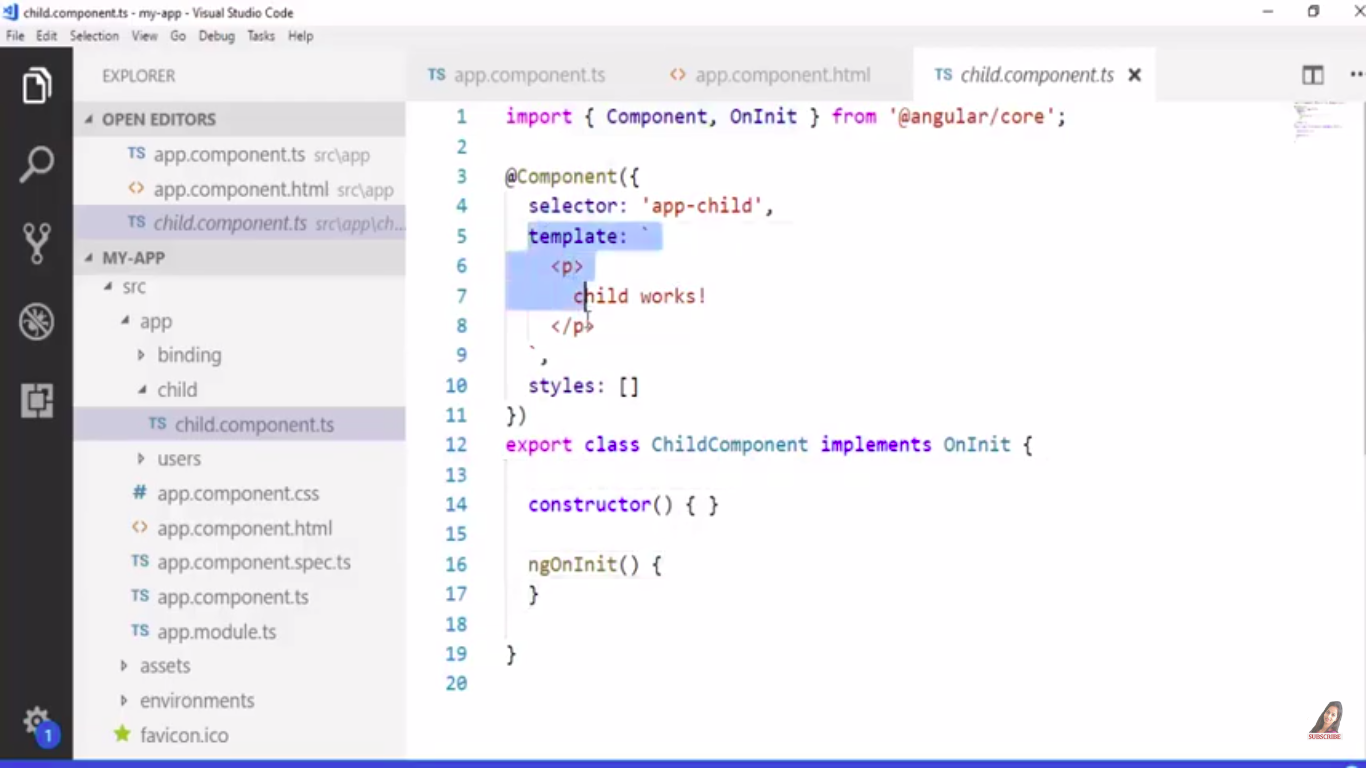 child.component.ts - my-app - Visual Studio Code
File Edit Selection View Go Debug Tasks Help
EXPLORER
OPEN EDITORS
TS app.component.ts src\app
<> app.component.html src\app
TS child.component.ts src\app\ch...
MY-APP
src
app
binding
child
TS child.component.ts
users
# app.component.css
<> app.component.html
TS app.component.spec.ts
TS app.component.ts
TS app.module.ts
assets
environments
favicon.ico
1
TS app.component.ts
<> app.component.html
TS child.component.ts
1 import { Component, OnInit } from '@angular/core';
2
3 @Component({
4 selector: 'app-child',
5 template: `
6 <p>
7 child works!
8 </p>
9 `,
10 styles: []
11 })
12 export class ChildComponent implements OnInit {
13
14 constructor() { }
15
16 ngOnInit() {
17 }
18
19 }
20
SUBSCRIBE